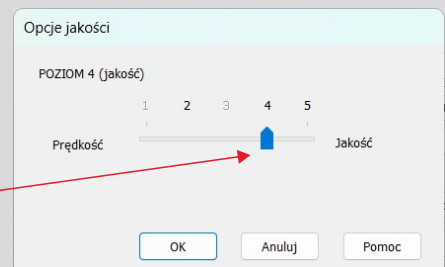 Opcje jakości
POZIOM 4 (jakość)
1 2 3 4 5
Prędkość Jakość
OK Anuluj Pomoc